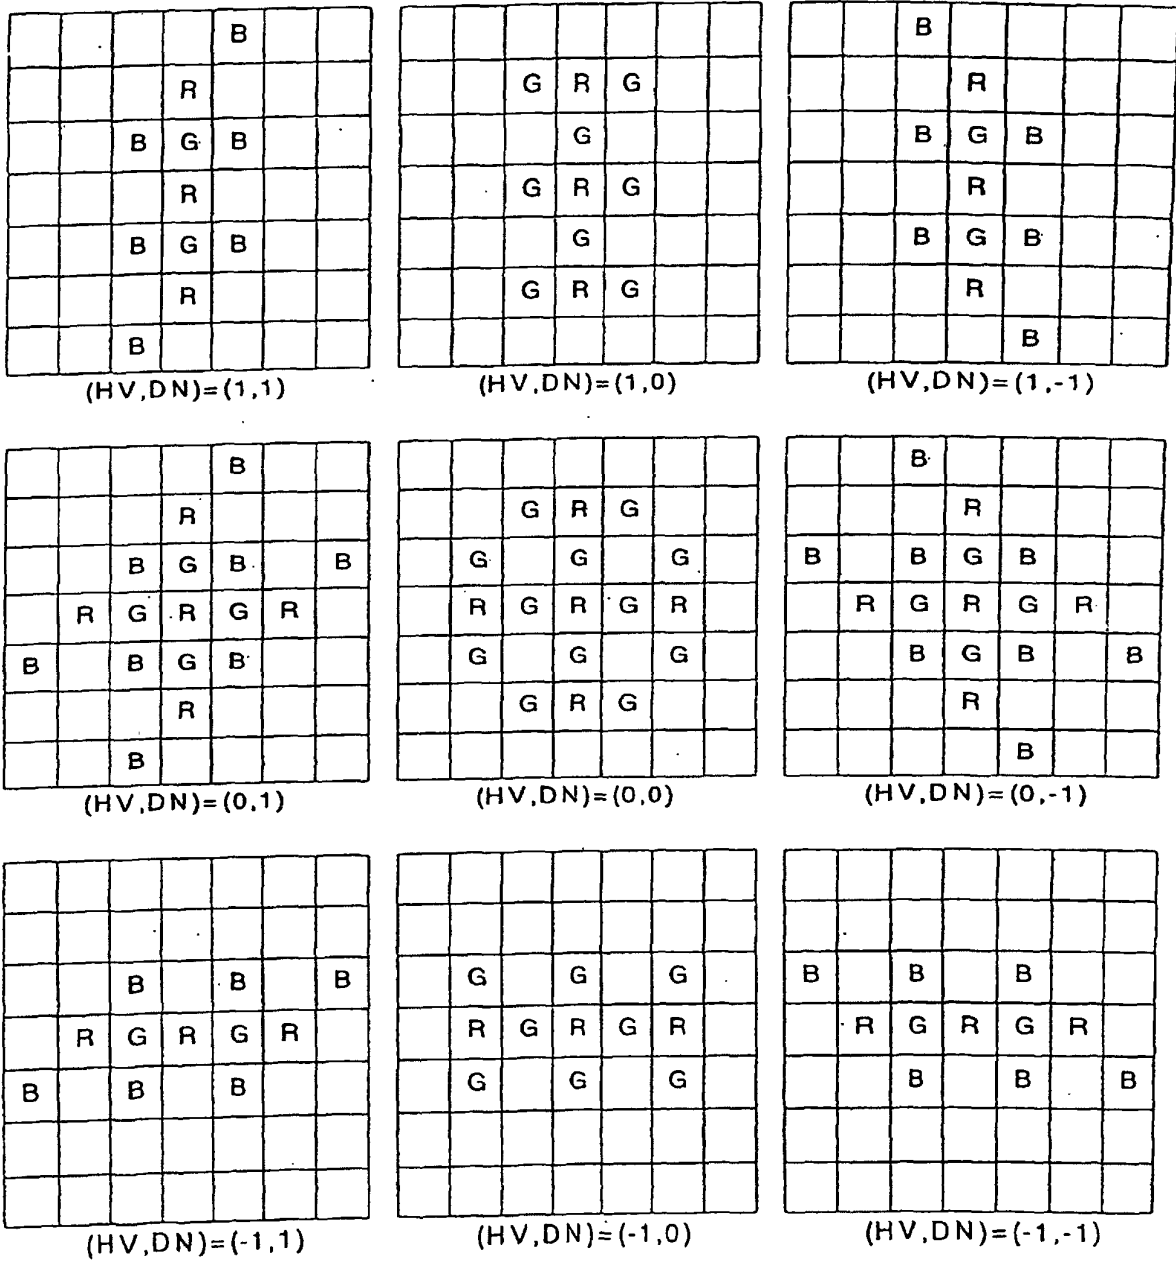 B B
R G R G R
B G B G B G B
R G R G R
B G B G B G B
R G R G R
B B
(HV,DN)=(1,1) (HV,DN)=(1,0) (HV,DN)=(1,-1)
B B
R G R G R
B G B B G G G B B G B
R G R G R R G R G R R G R G R
B B G B G G G B G B B
R G R G R
B B
(HV,DN)=(0,1) (HV,DN)=(0,0) (HV,DN)=(0,-1)
B B B G G G B B B
R G R G R R G R G R R G R G R
B B B G G G B B B
(HV,DN)=(-1,1) (HV,DN)=(-1,0) (HV,DN)=(-1,-1)